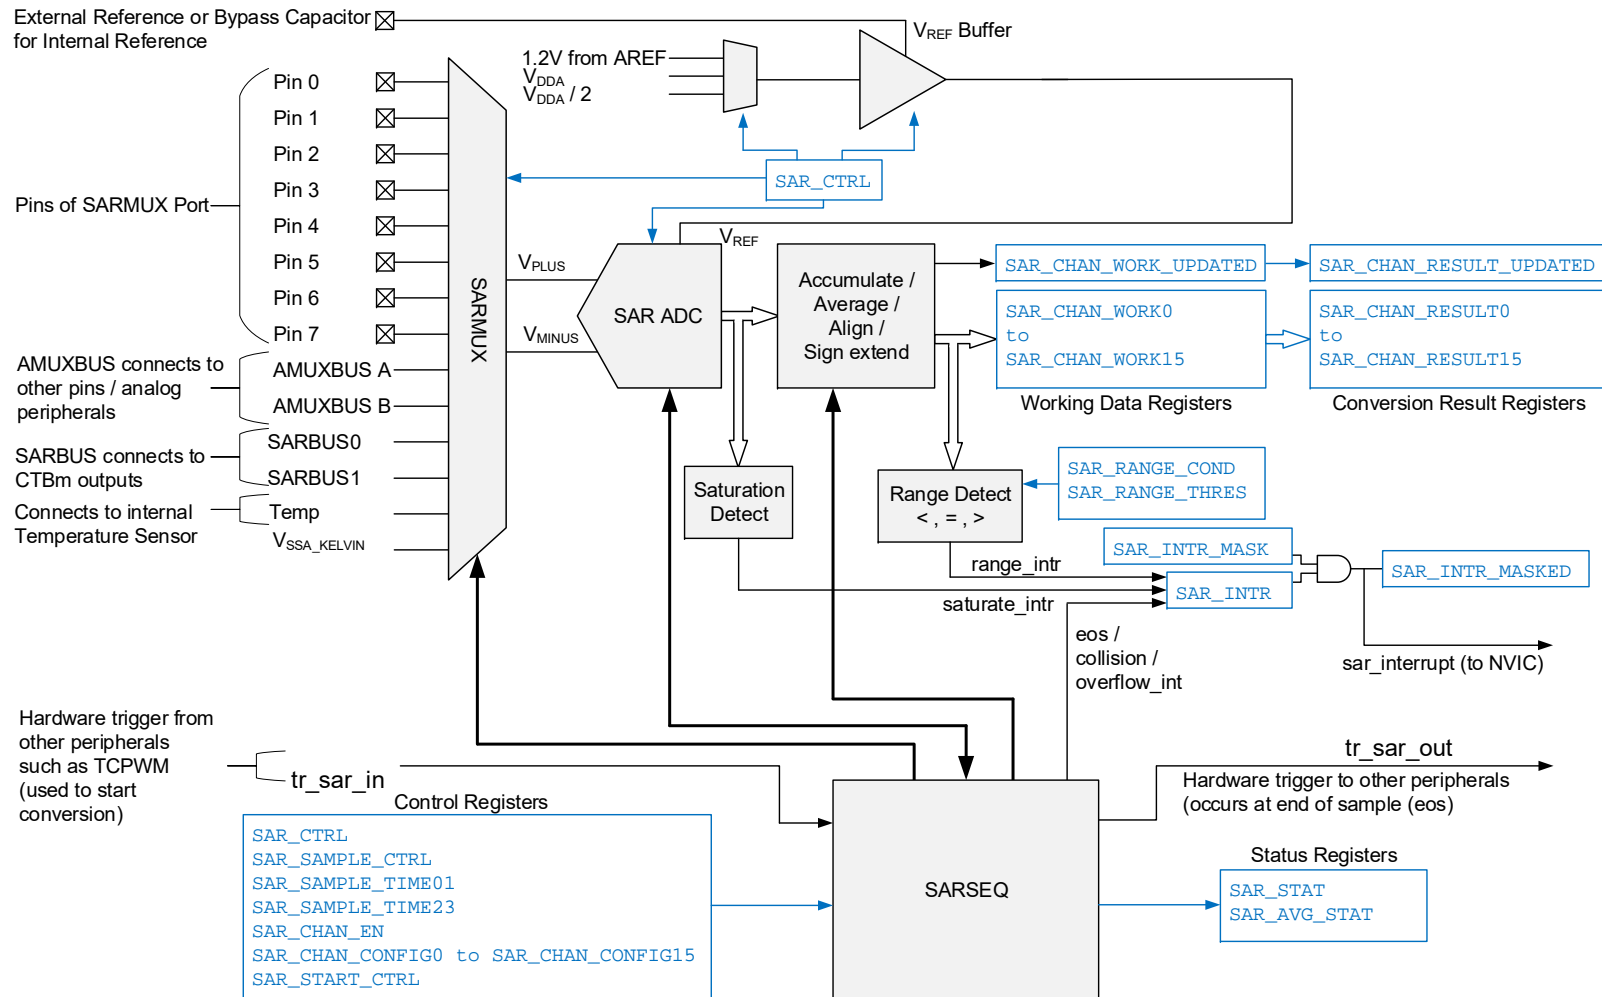 External Reference or Bypass Capacitor
for Internal Reference
VREF Buffer
1.2V from AREF
VDDA
VDDA / 2
Pins of SARMUX Port
Pin 0
Pin 1
Pin 2
Pin 3
Pin 4
Pin 5
Pin 6
Pin 7
AMUXBUS connects to
other pins / analog
peripherals
AMUXBUS A
AMUXBUS B
SARBUS connects to
CTBm outputs
SARBUS0
SARBUS1
Connects to internal
Temperature Sensor
Temp
VSSA_KELVIN
SARMUX
SAR_CTRL
VREF
VPLUS
VMINUS
SAR ADC
Accumulate /
Average /
Align /
Sign extend
SAR_CHAN_WORK_UPDATED
SAR_CHAN_RESULT_UPDATED
SAR_CHAN_WORK0
to
SAR_CHAN_WORK15
Working Data Registers
SAR_CHAN_RESULT0
to
SAR_CHAN_RESULT15
Conversion Result Registers
Saturation
Detect
Range Detect
< , = , >
SAR_RANGE_COND
SAR_RANGE_THRES
SAR_INTR_MASK
SAR_INTR
SAR_INTR_MASKED
range_intr
saturate_intr
eos /
collision /
overflow_int
sar_interrupt (to NVIC)
Hardware trigger from
other peripherals
such as TCPWM
(used to start
conversion)
tr_sar_in
tr_sar_out
Hardware trigger to other peripherals
(occurs at end of sample (eos)
Control Registers
SAR_CTRL
SAR_SAMPLE_CTRL
SAR_SAMPLE_TIME01
SAR_SAMPLE_TIME23
SAR_CHAN_EN
SAR_CHAN_CONFIG0 to SAR_CHAN_CONFIG15
SAR_START_CTRL
SARSEQ
Status Registers
SAR_STAT
SAR_AVG_STAT